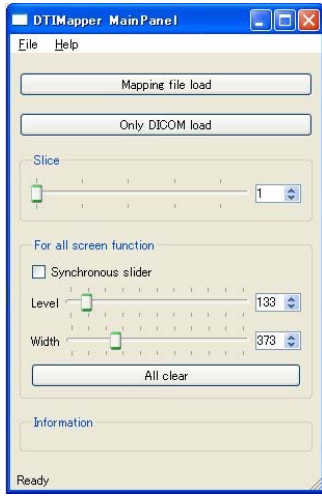 DTIMapper MainPanel
File Help
Mapping file load
Only DICOM load
Slice
1
For all screen function
Synchronous slider
Level 133
Width 373
All clear
Information
Ready